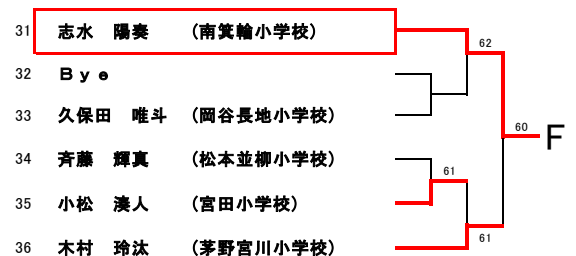 31 志水 陽奏 (南箕輪小学校)
62
32 Bye
33 久保田 唯斗 (岡谷長地小学校)
60 F
34 斉藤 輝真 (松本並柳小学校)
61
35 小松 湊人 (宮田小学校)
61
36 木村 玲汰 (茅野宮川小学校)